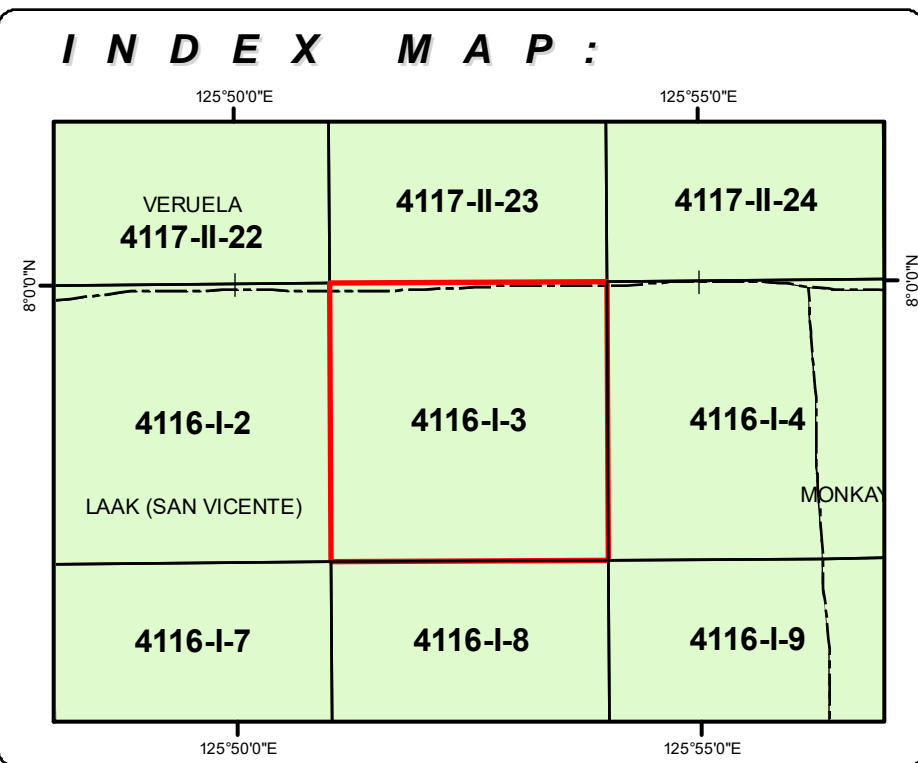 INDEX MAP:
125°50'0"E 125°55'0"E
VERUELA
4117-II-22 4117-II-23 4117-II-24
8°0'0"N 8°0'0"N
4116-I-2 4116-I-3 4116-I-4
LAAK (SAN VICENTE) MONKAY
4116-I-7 4116-I-8 4116-I-9
125°50'0"E 125°55'0"E